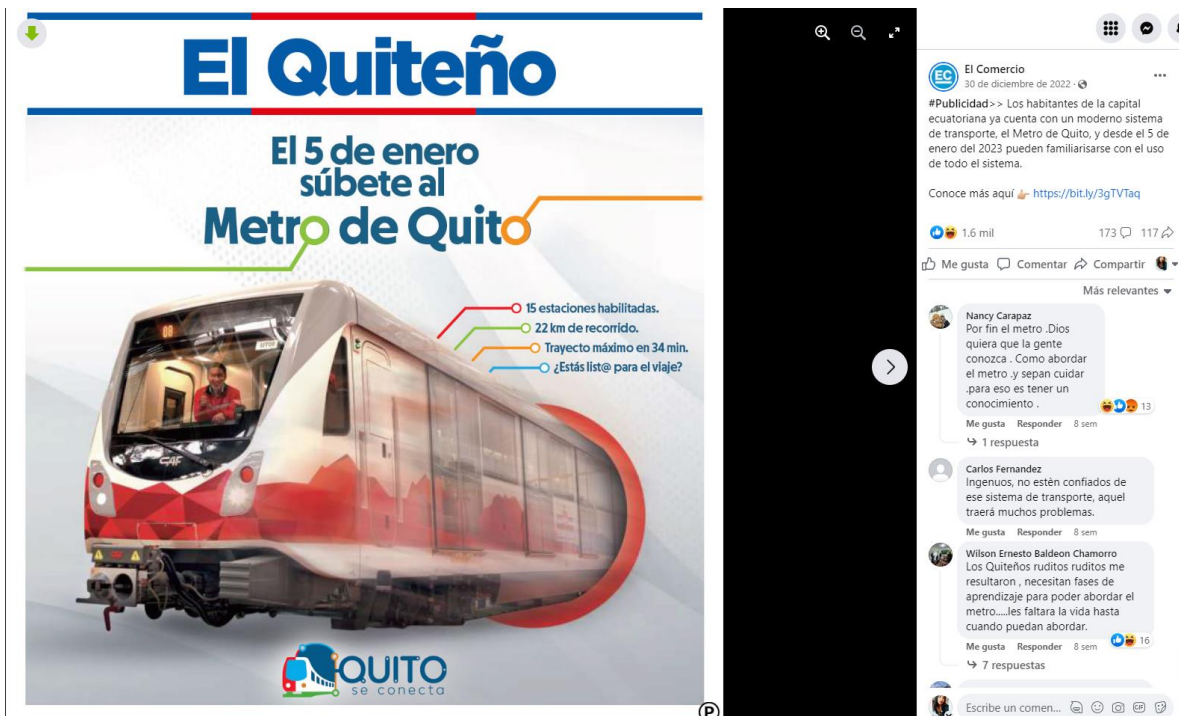 El Quiteño
El 5 de enero
súbete al
Metro de Quito
08
15 estaciones habilitadas.
22 km de recorrido.
Trayecto máximo en 34 min.
¿Estás list@ para el viaje?
CAF
QUITO
se conecta
P
EC
El Comercio
30 de diciembre de 2022 ·
#Publicidad>> Los habitantes de la capital
ecuatoriana ya cuenta con un moderno sistema
de transporte, el Metro de Quito, y desde el 5 de
enero del 2023 pueden familiarisarse con el uso
de todo el sistema.
Conoce más aquí 👉 https://bit.ly/3gTVTaq
1.6 mil 173 117
Me gusta Comentar Compartir
Más relevantes
Nancy Carapaz
Por fin el metro .Dios
quiera que la gente
conozca . Como abordar
el metro .y sepan cuidar
.para eso es tener un
conocimiento .
13
Me gusta Responder 8 sem
1 respuesta
Carlos Fernandez
Ingenuos, no estèn confiados de
ese sistema de transporte, aquel
traerá muchos problemas.
Me gusta Responder 8 sem
Wilson Ernesto Baldeon Chamorro
Los Quiteños ruditos ruditos me
resultaron , necesitan fases de
aprendizaje para poder abordar el
metro.....les faltara la vida hasta
cuando puedan abordar.
16
Me gusta Responder 8 sem
7 respuestas
Escribe un comen... GIF